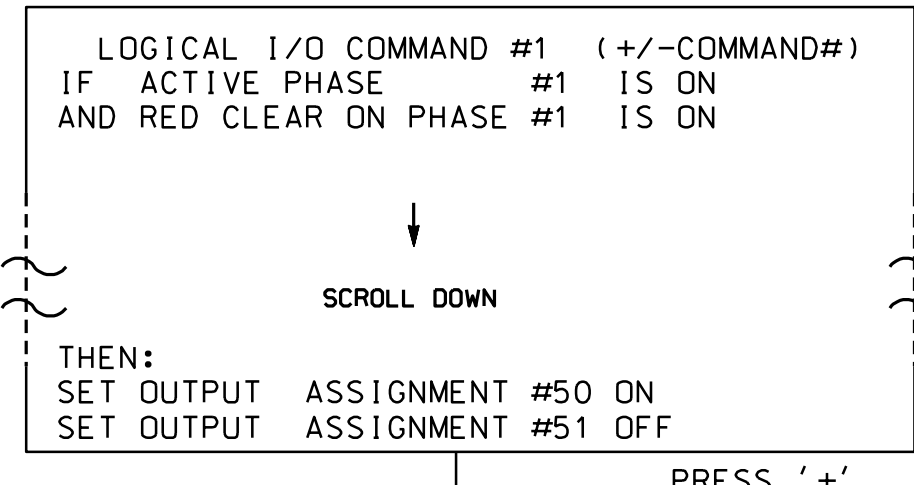 LOGICAL I/O COMMAND #1 (+/-COMMAND#)
IF ACTIVE PHASE #1 IS ON
AND RED CLEAR ON PHASE #1 IS ON
SCROLL DOWN
THEN:
SET OUTPUT ASSIGNMENT #50 ON
SET OUTPUT ASSIGNMENT #51 OFF
PRESS '+'